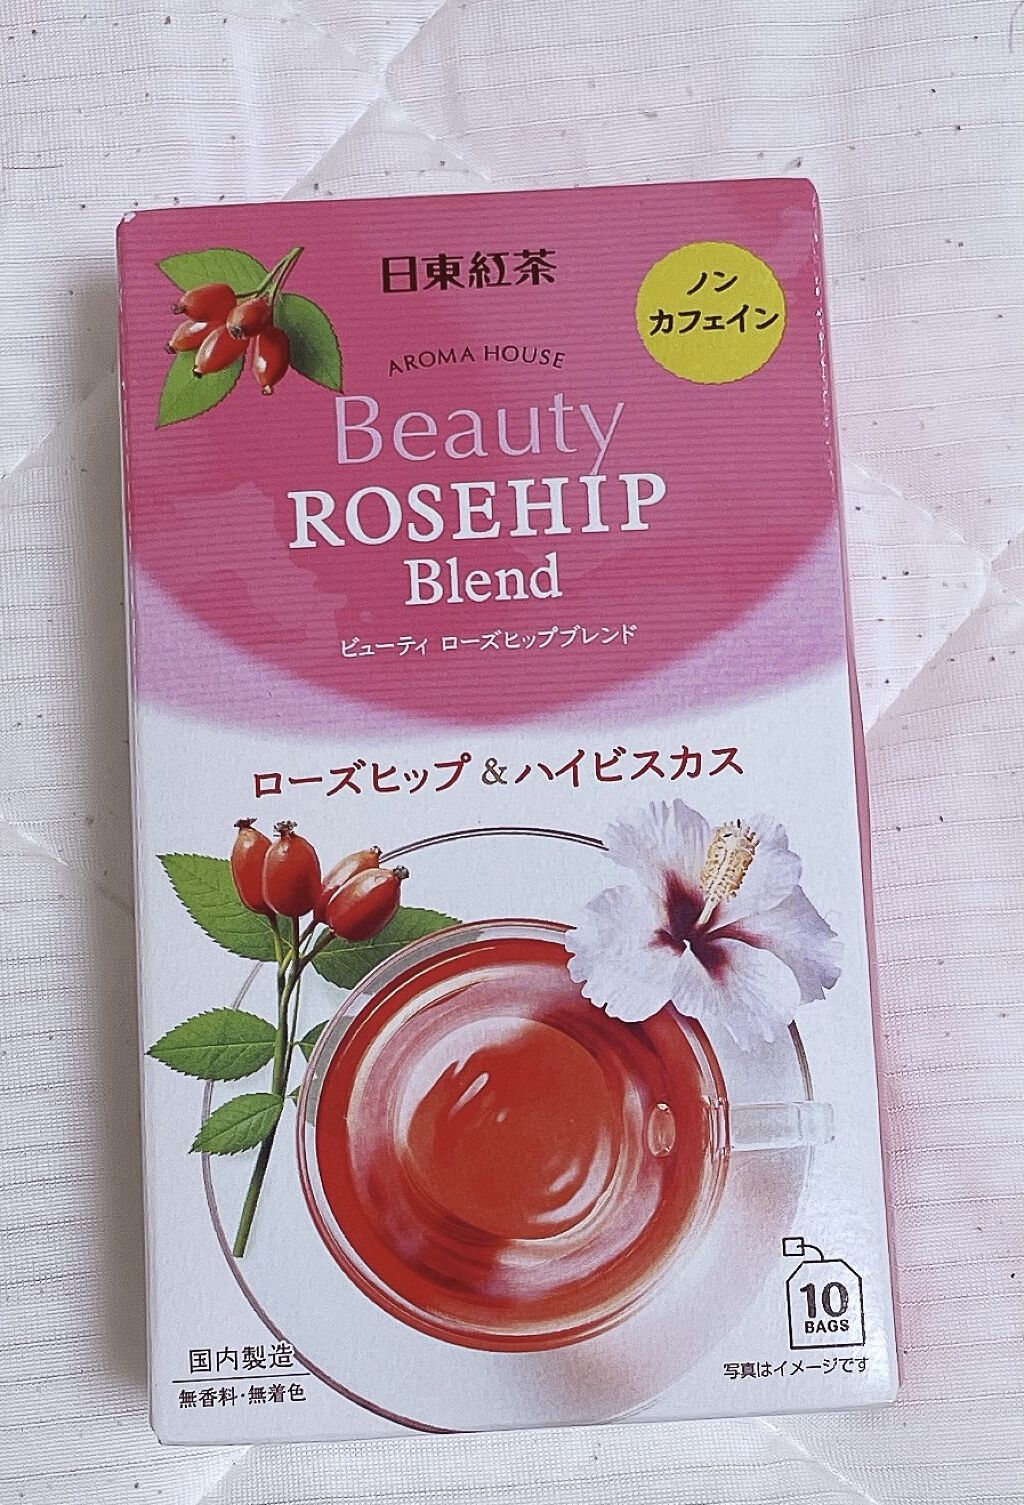 日東紅茶
ノン
カフェイン
AROMA HOUSE
Beauty
ROSEHIP
Blend
ビューティ ローズヒップブレンド
ローズヒップ&ハイビスカス
10
BAGS
国内製造
無香料・無着色
写真はイメージです